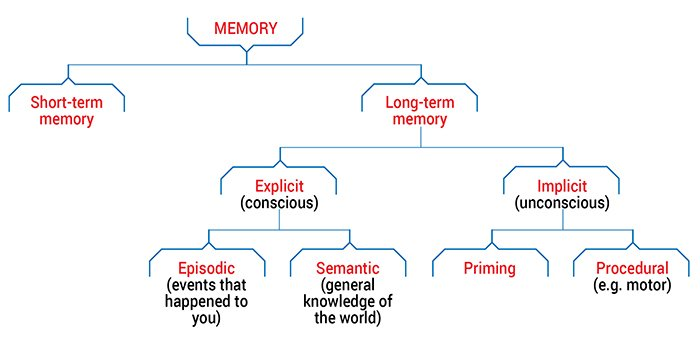 MEMORY
Short-term
memory
Long-term
memory
Explicit
(conscious)
Implicit
(unconscious)
Episodic
(events that
happened to
you)
Semantic
(general
knowledge of
the world)
Priming
Procedural
(e.g. motor)